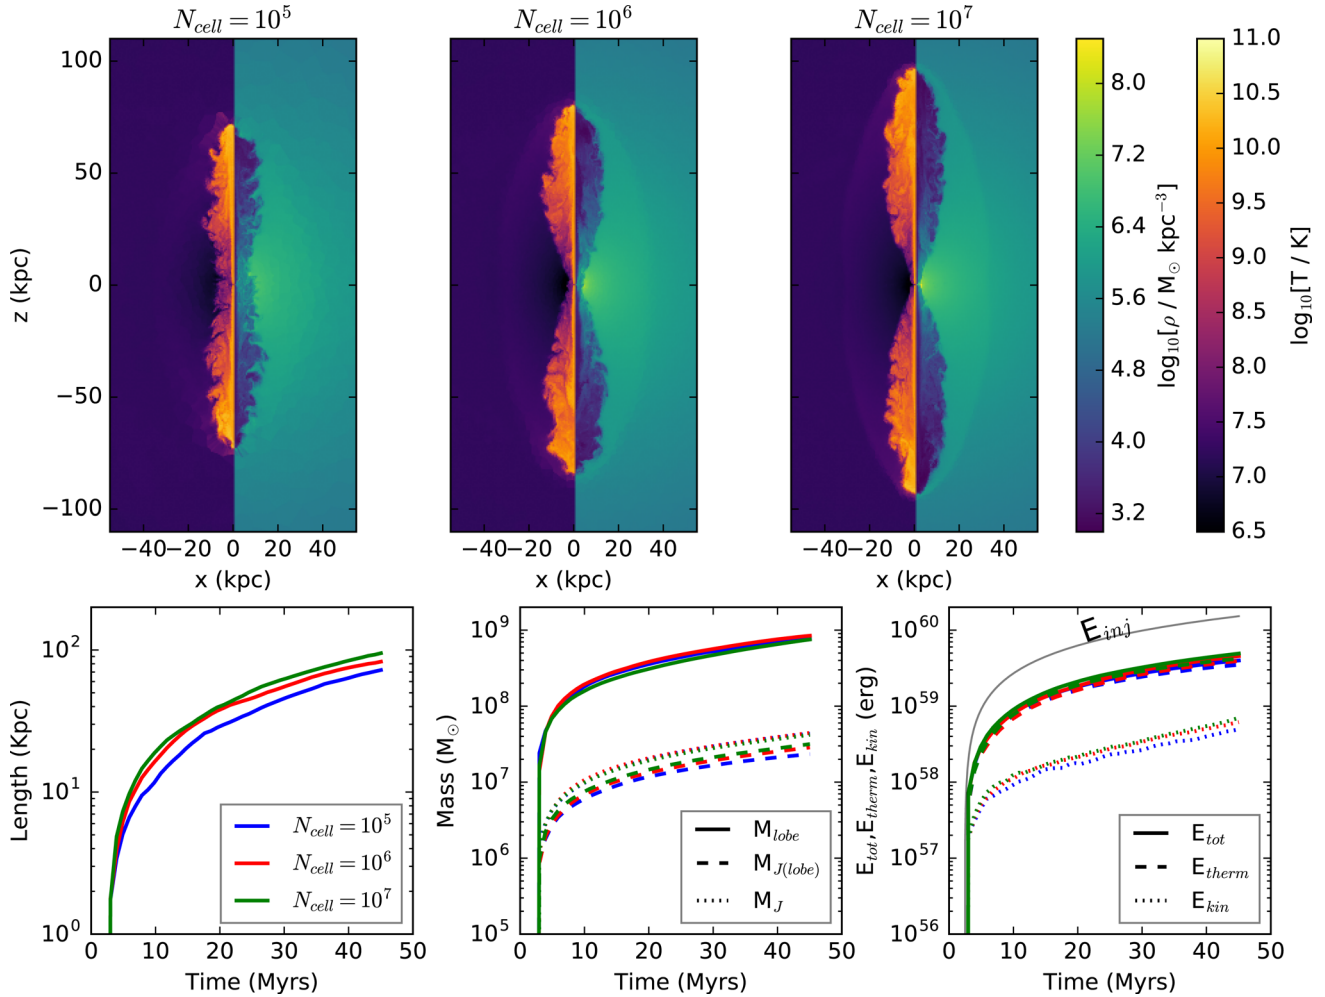 N_cell = 10^5
N_cell = 10^6
N_cell = 10^7
100
50
0
−50
−100
z (kpc)
−40 −20 0 20 40
x (kpc)
−40 −20 0 20 40
x (kpc)
−40 −20 0 20 40
x (kpc)
8.0
7.2
6.4
5.6
4.8
4.0
3.2
log₁₀[ρ / M⊙ kpc⁻³]
11.0
10.5
10.0
9.5
9.0
8.5
8.0
7.5
7.0
6.5
log₁₀[T / K]
10^2
10^1
10^0
Length (Kpc)
N_cell = 10^5
N_cell = 10^6
N_cell = 10^7
0 10 20 30 40 50
Time (Myrs)
10^9
10^8
10^7
10^6
10^5
Mass (M⊙)
M_lobe
M_J(lobe)
M_J
0 10 20 30 40 50
Time (Myrs)
10^60
10^59
10^58
10^57
10^56
E_tot, E_therm, E_kin (erg)
E_inj
E_tot
E_therm
E_kin
0 10 20 30 40 50
Time (Myrs)